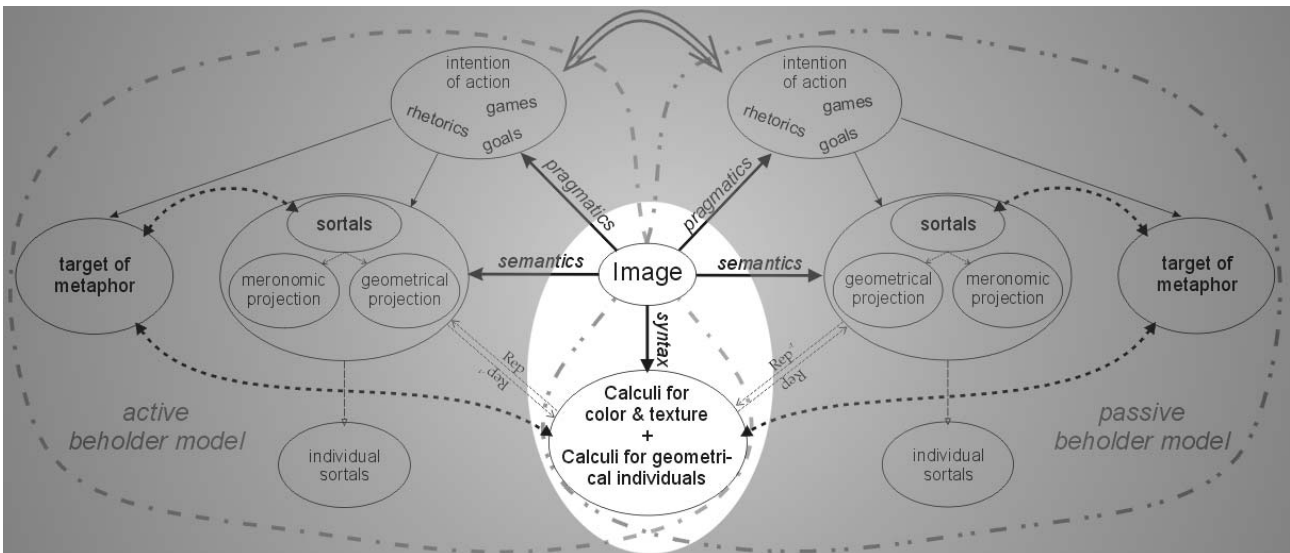 intention
of action
games
rhetorics
goals
intention
of action
games
rhetorics
goals
pragmatics
pragmatics
sortals
sortals
target of
metaphor
meronomic
projection
geometrical
projection
semantics
Image
semantics
geometrical
projection
meronomic
projection
target of
metaphor
syntax
Rep
Rep⁻¹
Rep⁻¹
Rep
Calculi for
color & texture
+
Calculi for geometri-
cal individuals
active
beholder model
passive
beholder model
individual
sortals
individual
sortals